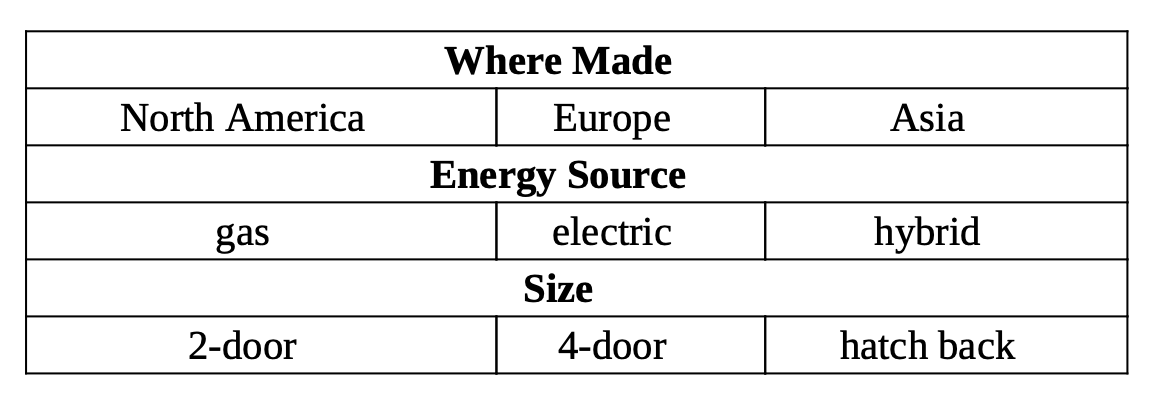 Where Made
North America Europe Asia
Energy Source
gas electric hybrid
Size
2-door 4-door hatch back